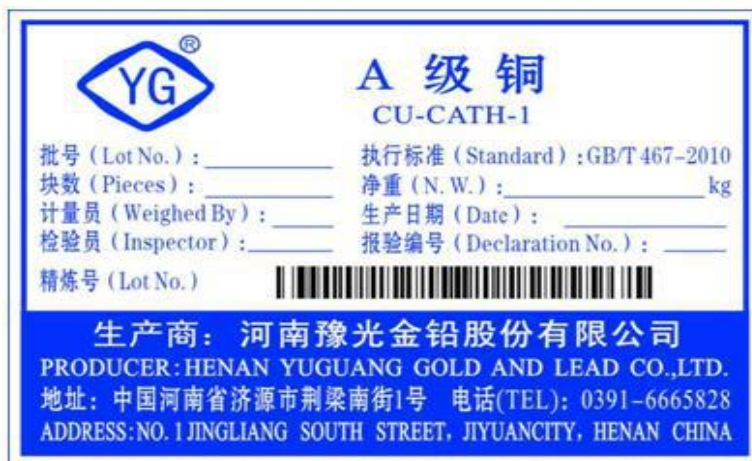 YG®
A 级铜
CU-CATH-1
批号(Lot No.):
执行标准(Standard):GB/T 467-2010
块数(Pieces):
净重(N. W.): kg
计量员(Weighed By):
生产日期(Date):
检验员(Inspector):
报验编号(Declaration No.):
精炼号(Lot No.)
生产商:河南豫光金铅股份有限公司
PRODUCER:HENAN YUGUANG GOLD AND LEAD CO.,LTD.
地址:中国河南省济源市荆梁南街1号 电话(TEL):0391-6665828
ADDRESS:NO. 1 JINGLIANG SOUTH STREET, JIYUANCITY, HENAN CHINA